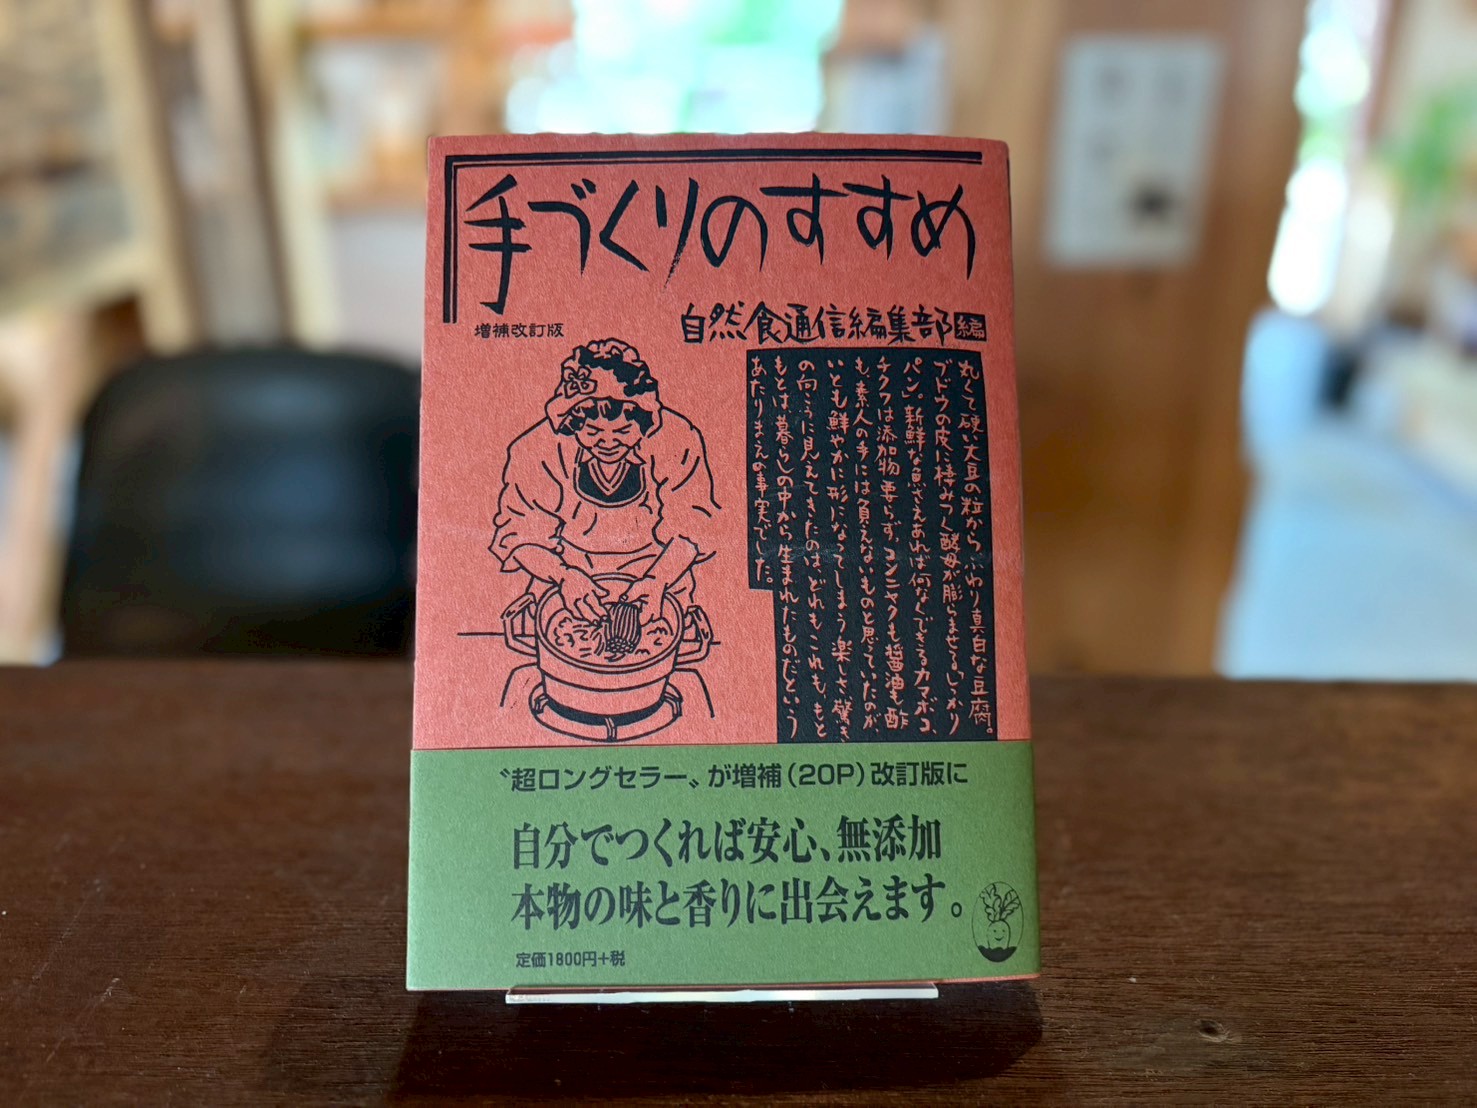 手づくりのすすめ
増補改訂版
自然食通信編集部編
丸くて硬い大豆の粒からふわり真白な豆腐。
ブドウの皮に棲みつく酵母が膨らませる「しっかり
パン」。新鮮な魚さえあれば何なくできるカマボコ、
チクワは添加物要らず、コンニャクも醤油も酢
も、素人の手には負えないものと思っていたのが、
いとも鮮やかに形になってしまう楽しさ、驚き。
の向こうに見えてきたのは、どれもこれも、もと
もとは暮らしの中から生まれたものだという
あたりまえの事実でした。
〝超ロングセラー〟が増補(20P)改訂版に
自分でつくれば安心、無添加
本物の味と香りに出会えます。
定価1800円+税